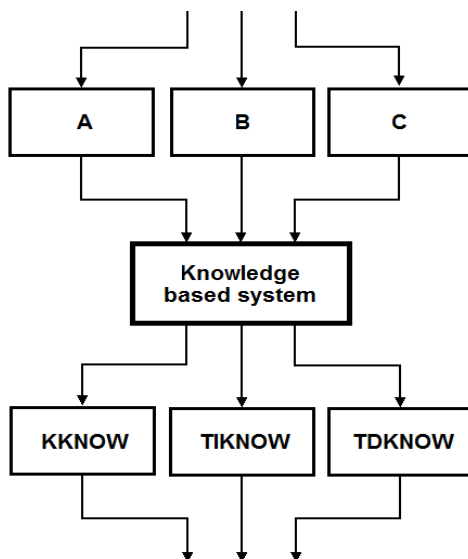 A
B
C
Knowledge
based system
KKNOW
TIKNOW
TDKNOW